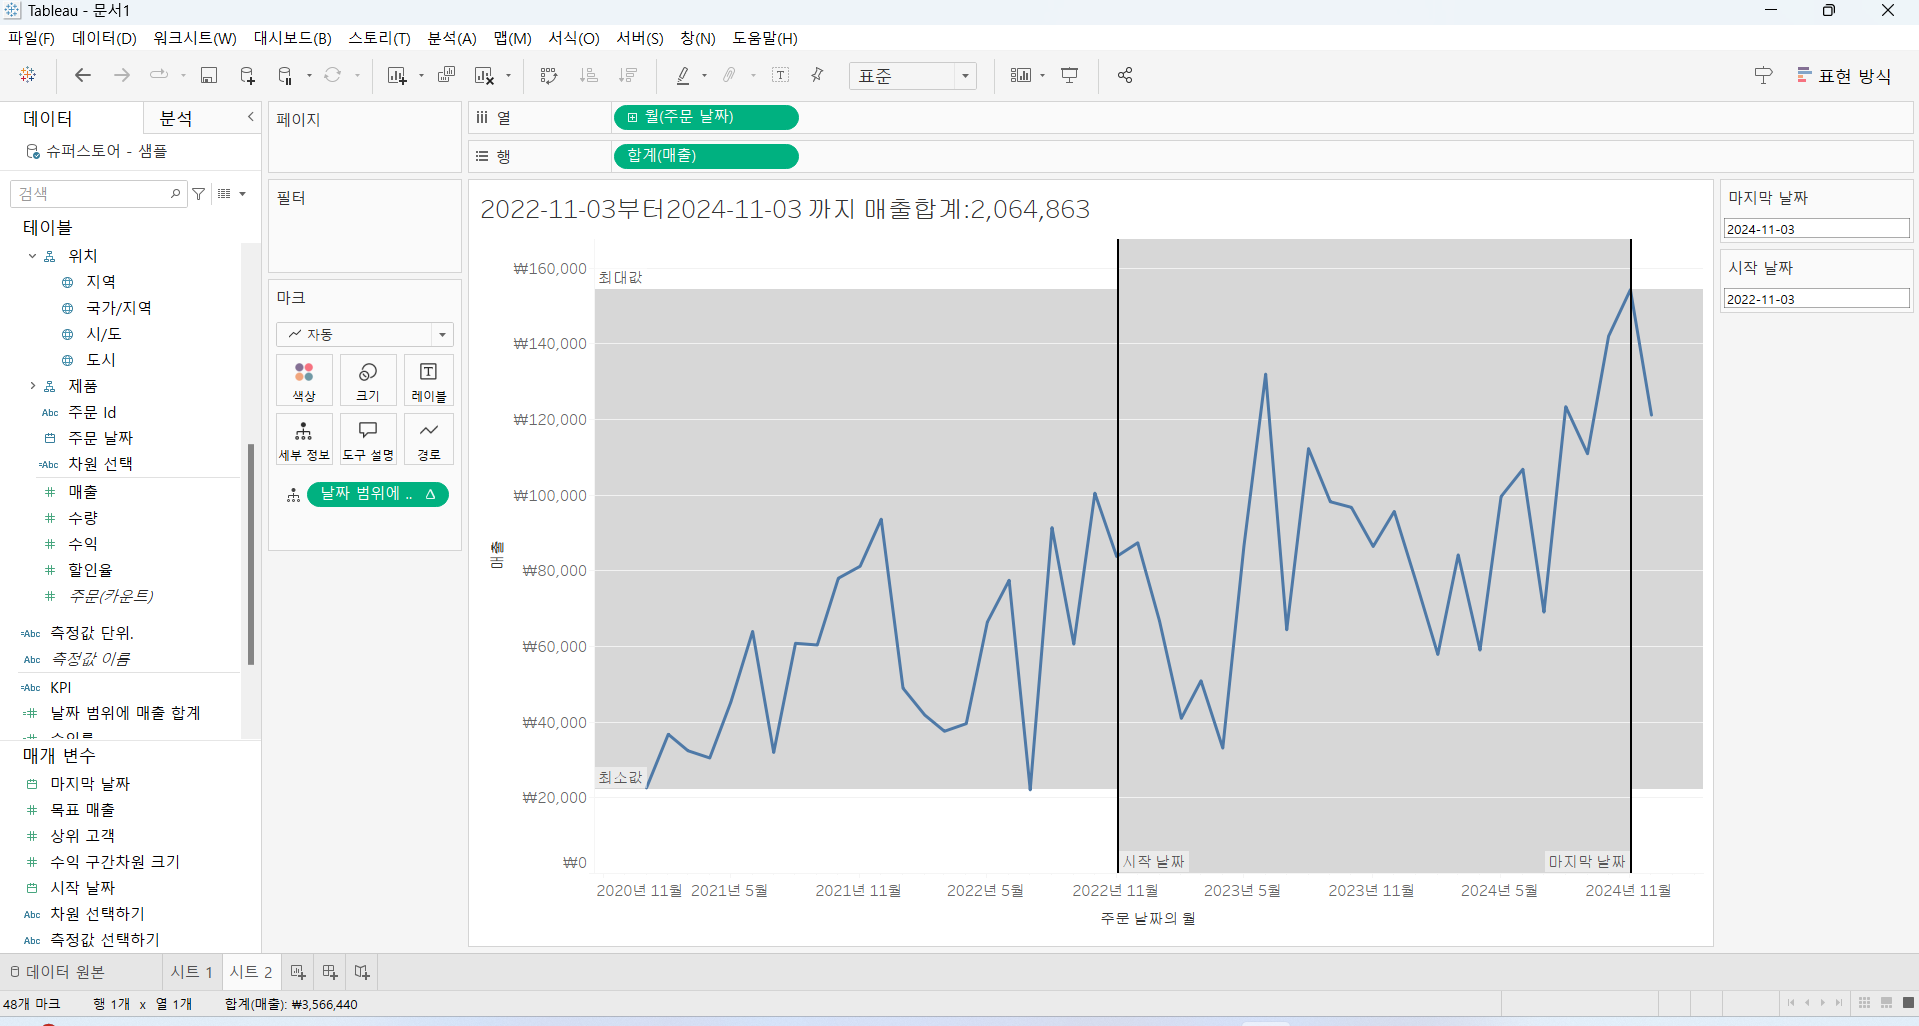 Tableau - 문서1
파일(F) 데이터(D) 워크시트(W) 대시보드(B) 스토리(T) 분석(A) 맵(M) 서식(O) 서버(S) 창(N) 도움말(H)
표준
표현 방식
데이터 분석
슈퍼스토어 - 샘플
검색
테이블
위치
지역
국가/지역
시/도
도시
제품
Abc 주문 Id
주문 날짜
=Abc 차원 선택
# 매출
# 수량
# 수익
# 할인율
# 주문(카운트)
=Abc 측정값 단위.
Abc 측정값 이름
=Abc KPI
=# 날짜 범위에 매출 합계
매개 변수
마지막 날짜
# 목표 매출
# 상위 고객
# 수익 구간차원 크기
시작 날짜
Abc 차원 선택하기
Abc 측정값 선택하기
페이지
필터
마크
자동
색상 크기 레이블
세부 정보 도구 설명 경로
날짜 범위에 .. Δ
열 월(주문 날짜)
행 합계(매출)
2022-11-03부터2024-11-03 까지 매출합계:2,064,863
₩160,000
₩140,000
₩120,000
₩100,000
₩80,000
₩60,000
₩40,000
₩20,000
₩0
최대값
최소값
시작 날짜
마지막 날짜
2020년 11월 2021년 5월 2021년 11월 2022년 5월 2022년 11월 2023년 5월 2023년 11월 2024년 5월 2024년 11월
주문 날짜의 월
마지막 날짜
2024-11-03
시작 날짜
2022-11-03
데이터 원본 시트 1 시트 2
48개 마크 행 1개 x 열 1개 합계(매출): ₩3,566,440